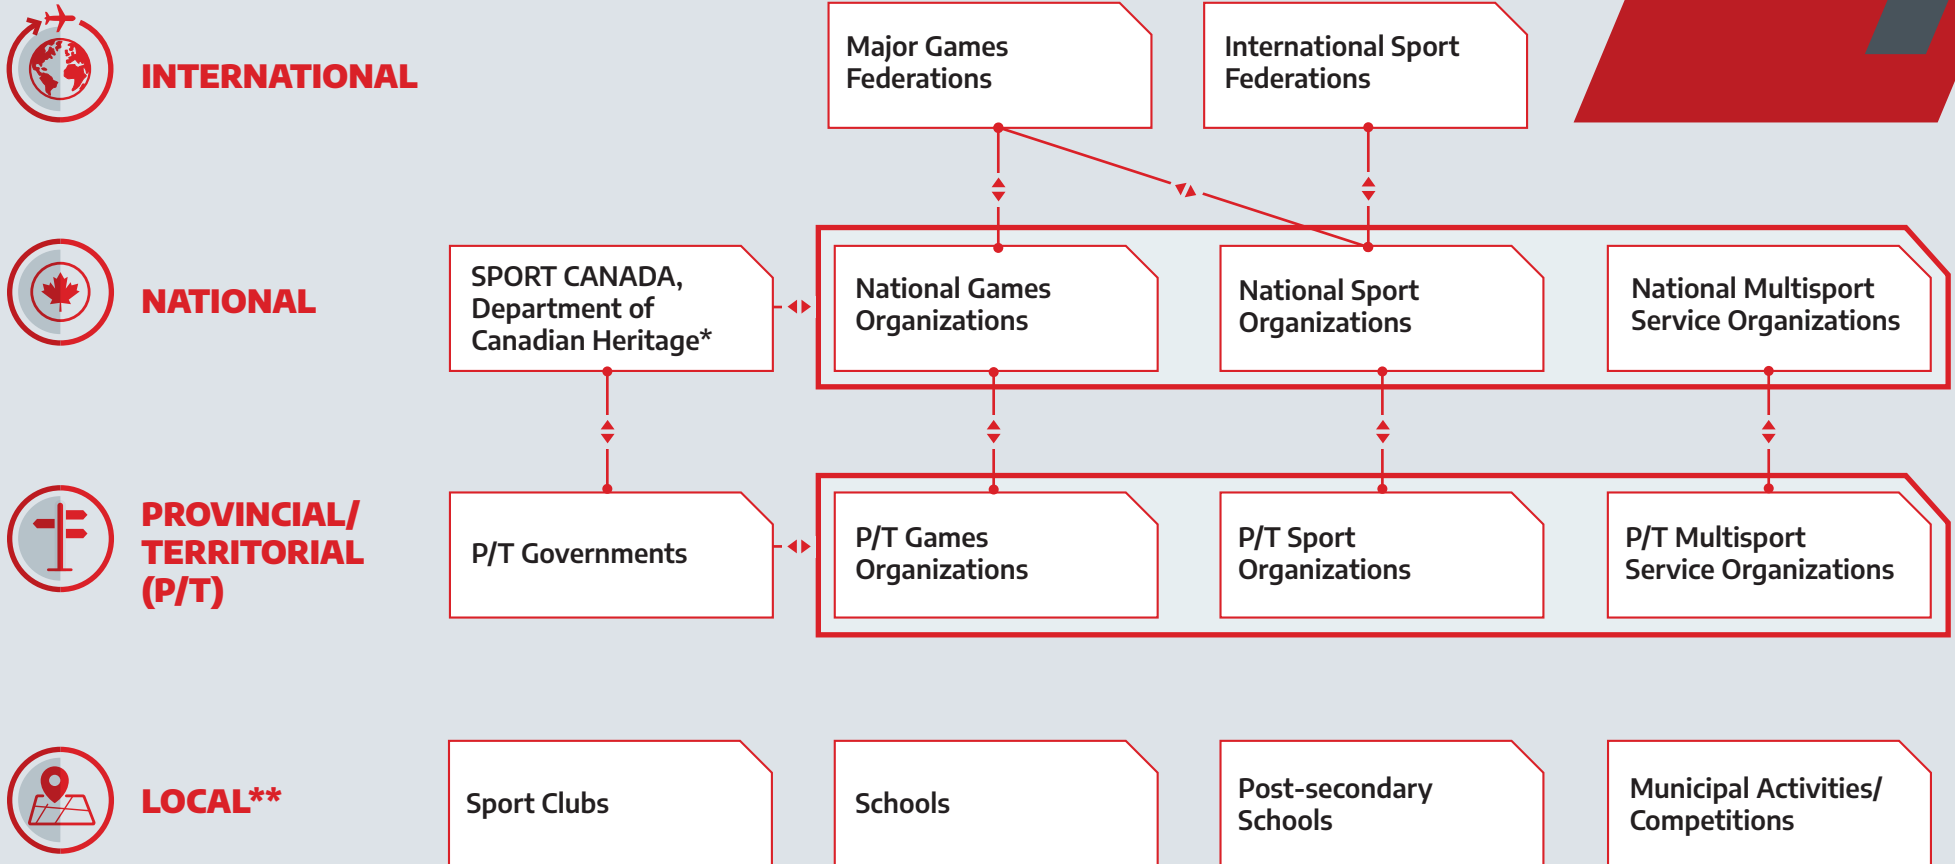 INTERNATIONAL
Major Games
Federations
International Sport
Federations
NATIONAL
SPORT CANADA,
Department of
Canadian Heritage*
National Games
Organizations
National Sport
Organizations
National Multisport
Service Organizations
PROVINCIAL/
TERRITORIAL
(P/T)
P/T Governments
P/T Games
Organizations
P/T Sport
Organizations
P/T Multisport
Service Organizations
LOCAL**
Sport Clubs
Schools
Post-secondary
Schools
Municipal Activities/
Competitions